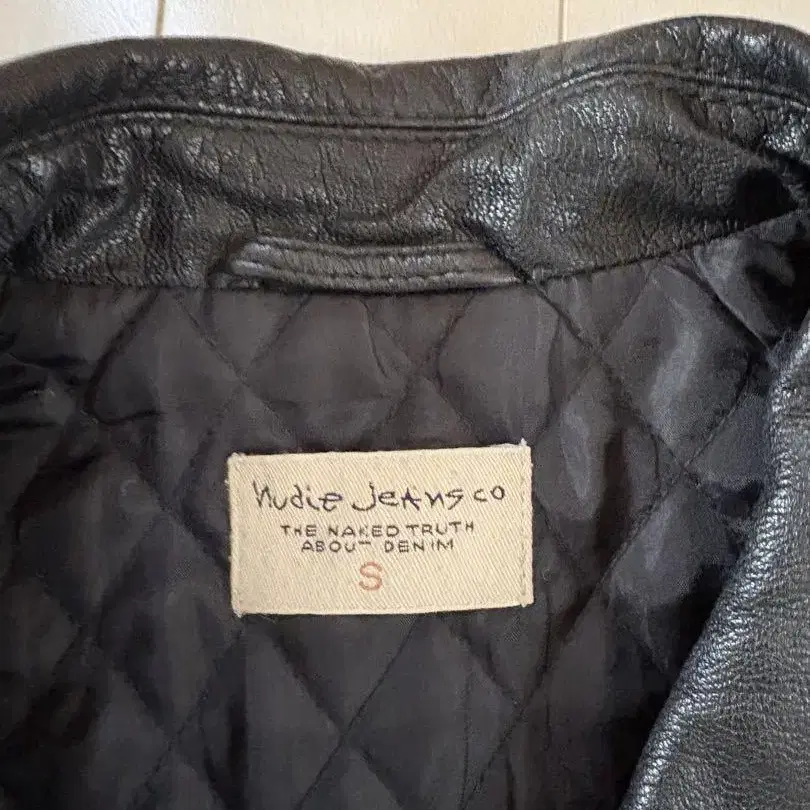 Nudie Jeans co
THE NAKED TRUTH
ABOUT DENIM
S